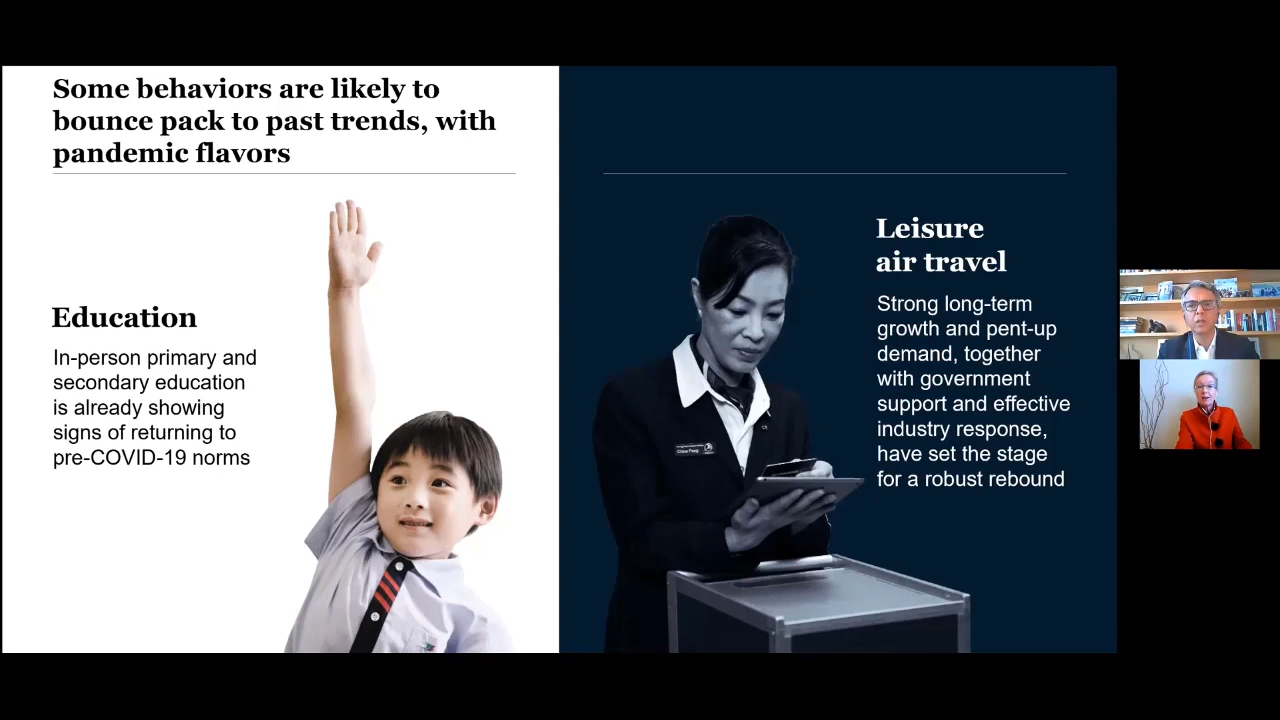 Some behaviors are likely to
bounce pack to past trends, with
pandemic flavors
Education
In-person primary and
secondary education
is already showing
signs of returning to
pre-COVID-19 norms
Leisure
air travel
Strong long-term
growth and pent-up
demand, together
with government
support and effective
industry response,
have set the stage
for a robust rebound